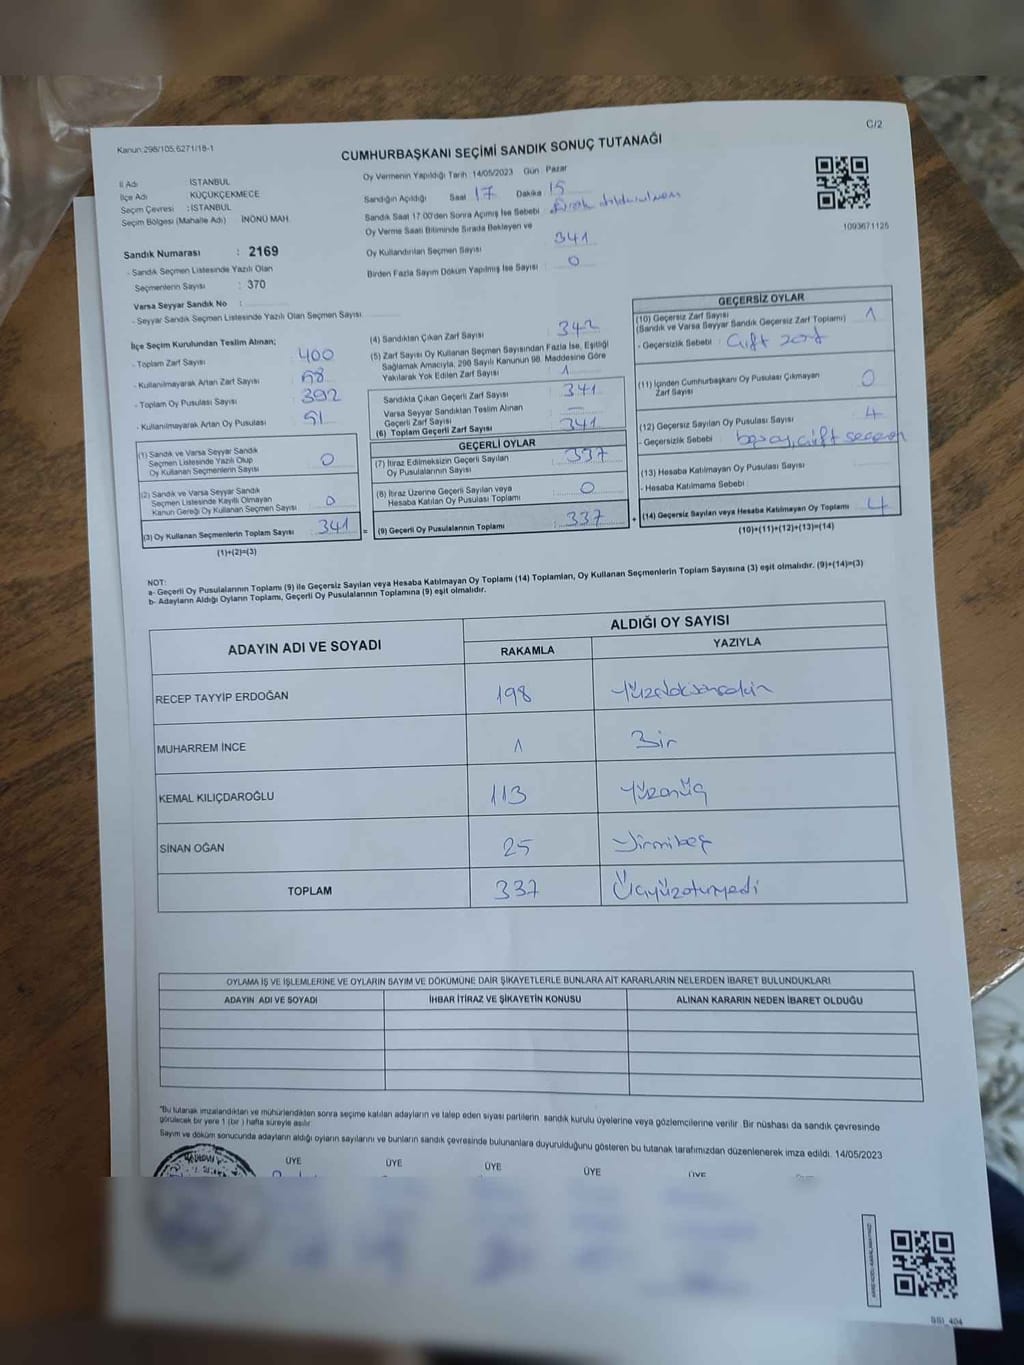 Kanun:298/105;6271/18-1
C/2
CUMHURBAŞKANI SEÇİMİ SANDIK SONUÇ TUTANAĞI
İl Adı : İSTANBUL
İlçe Adı : KÜÇÜKÇEKMECE
Seçim Çevresi : İSTANBUL
Seçim Bölgesi (Mahalle Adı) İNÖNÜ MAH.
Oy Vermenin Yapıldığı Tarih :14/05/2023 Gün : Pazar
Sandığın Açıldığı Saat 17 Dakika 15
Sandık Saat 17.00'den Sonra Açımış İse Sebebi :
Oy Verme Saati Bitiminde Sırada Bekleyen ve
Oy Kullandırılan Seçmen Sayısı 341
Birden Fazla Sayım Döküm Yapılmış İse Sayısı : 0
1093671125
Sandık Numarası : 2169
- Sandık Seçmen Listesinde Yazılı Olan
Seçmenlerin Sayısı : 370
Varsa Seyyar Sandık No :
- Seyyar Sandık Seçmen Listesinde Yazılı Olan Seçmen Sayısı
İlçe Seçim Kurulundan Teslim Alınan;
- Toplam Zarf Sayısı 400
- Kullanılmayarak Artan Zarf Sayısı 58
- Toplam Oy Pusulası Sayısı 392
- Kullanılmayarak Artan Oy Pusulası 51
(1) Sandık ve Varsa Seyyar Sandık
Seçmen Listesinde Yazılı Olup
Oy Kullanan Seçmenlerin Sayısı 0
(2) Sandık ve Varsa Seyyar Sandık
Seçmen Listesinde Kayıtlı Olmayan
Kanun Gereği Oy Kullanan Seçmen Sayısı 0
(3) Oy Kullanan Seçmenlerin Toplam Sayısı 341 =
(1)+(2)=(3)
(4) Sandıktan Çıkan Zarf Sayısı 342
(5) Zarf Sayısı Oy Kullanan Seçmen Sayısından Fazla İse, Eşitliği
Sağlamak Amacıyla, 298 Sayılı Kanunun 98. Maddesine Göre
Yakılarak Yok Edilen Zarf Sayısı 1
Sandıkta Çıkan Geçerli Zarf Sayısı 341
Varsa Seyyar Sandıktan Teslim Alınan
Geçerli Zarf Sayısı —
(6) Toplam Geçerli Zarf Sayısı 341
GEÇERLİ OYLAR
(7) İtiraz Edilmeksizin Geçerli Sayılan
Oy Pusulalarının Sayısı 337
(8) İtiraz Üzerine Geçerli Sayılan veya
Hesaba Katılan Oy Pusulası Toplamı 0
(9) Geçerli Oy Pusulalarının Toplamı : 337 +
GEÇERSİZ OYLAR
(10) Geçersiz Zarf Sayısı
(Sandık ve Varsa Seyyar Sandık Geçersiz Zarf Toplamı) 1
- Geçersizlik Sebebi : Çift zarf
(11) İçinden Cumhurbaşkanı Oy Pusulası Çıkmayan
Zarf Sayısı 0
(12) Geçersiz Sayılan Oy Pusulası Sayısı 4
- Geçersizlik Sebebi : boş oy, çift seçenek
(13) Hesaba Katılmayan Oy Pusulası Sayısı
- Hesaba Katılmama Sebebi
(14) Geçersiz Sayılan veya Hesaba Katılmayan Oy Toplamı 4
(10)+(11)+(12)+(13)=(14)
NOT:
a- Geçerli Oy Pusulalarının Toplamı (9) ile Geçersiz Sayılan veya Hesaba Katılmayan Oy Toplamı (14) Toplamları, Oy Kullanan Seçmenlerin Toplam Sayısına (3) eşit olmalıdır. (9)+(14)=(3)
b- Adayların Aldığı Oyların Toplamı, Geçerli Oy Pusulalarının Toplamına (9) eşit olmalıdır.
ADAYIN ADI VE SOYADI
ALDIĞI OY SAYISI
RAKAMLA YAZIYLA
RECEP TAYYİP ERDOĞAN 198 Yüzdoksansekiz
MUHARREM İNCE 1 Bir
KEMAL KILIÇDAROĞLU 113 Yüzonüç
SİNAN OĞAN 25 Yirmibeş
TOPLAM 337 Üçyüzotuzyedi
OYLAMA İŞ VE İŞLEMLERİNE VE OYLARIN SAYIM VE DÖKÜMÜNE DAİR ŞİKAYETLERLE BUNLARA AİT KARARLARIN NELERDEN İBARET BULUNDUKLARI
ADAYIN ADI VE SOYADI İHBAR İTİRAZ VE ŞİKAYETİN KONUSU ALINAN KARARIN NEDEN İBARET OLDUĞU
"Bu tutanak imzalandıktan ve mühürlendikten sonra seçime katılan adayların ve talep eden siyasi partilerin sandık kurulu üyelerine veya gözlemcilerine verilir. Bir nüshası da sandık çevresinde
görülecek bir yere 1 (bir ) hafta süreyle asılır.
Sayım ve döküm sonucunda adayların aldığı oyların sayılarını ve bunların sandık çevresinde bulunanlara duyurulduğunu gösteren bu tutanak tarafımızdan düzenlenerek imza edildi. 14/05/2023
ÜYE ÜYE ÜYE ÜYE ÜYE